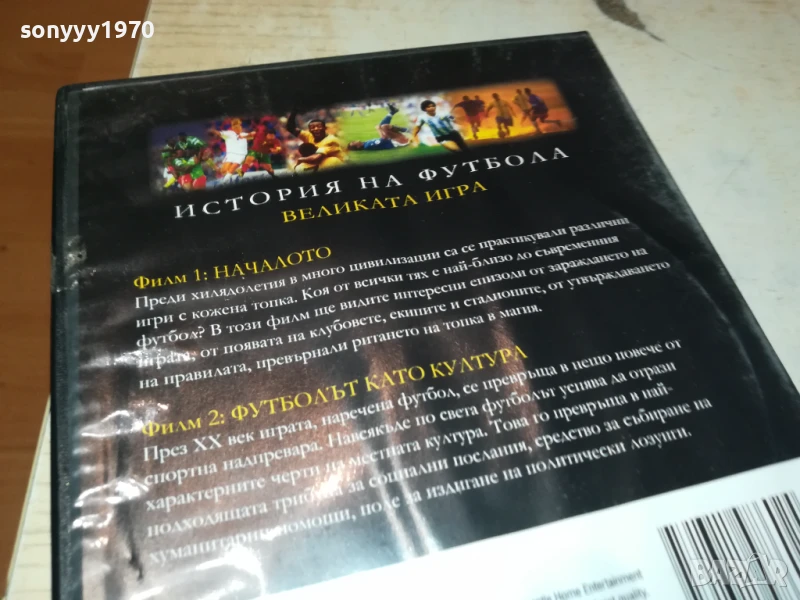 sonyyy1970
ИСТОРИЯ НА ФУТБОЛА
ВЕЛИКАТА ИГРА
Филм 1: НАЧАЛОТО
Преди хилядолетия в много цивилизации са се практикували различни
игри с кожена топка. Коя от всички тях е най-близо до съвременния
футбол? В този филм ще видите интересни епизоди от зараждането на
играта, от появата на клубовете, екипите и стадионите, от утвърждаването
на правилата, превърнали ритането на топка в магия.
Филм 2: ФУТБОЛЪТ КАТО КУЛТУРА
През XX век играта, наречена футбол, се превръща в нещо повече от
спортна надпревара. Навсякъде по света футболът успява да отрази
характерните черти на местната култура. Това го превръща в най-
подходящата трибуна за социални послания, средство за събиране на
хуманитарни помощи, поле за издигане на политически лозунги.
Home Entertainment
quality.
BAZAR